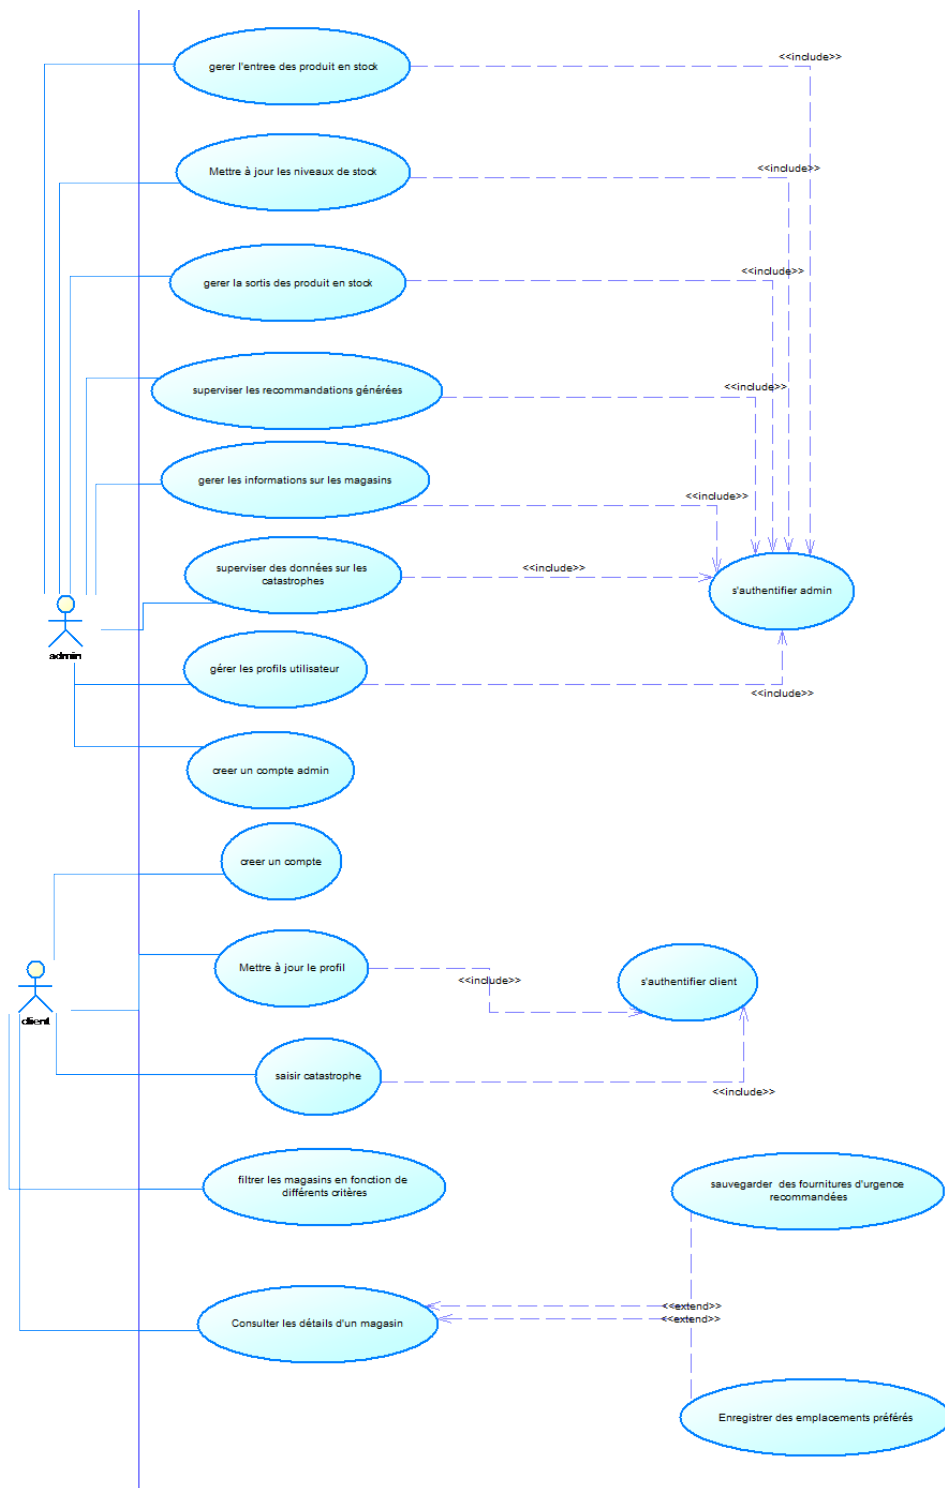 gerer l'entree des produit en stock
<<include>>
Mettre à jour les niveaux de stock
<<include>>
gerer la sortis des produit en stock
<<include>>
superviser les recommandations générées
<<include>>
gerer les informations sur les magasins
<<include>>
superviser des données sur les
catastrophes
<<include>>
s'authentifier admin
admin
gérer les profils utilisateur
<<include>>
creer un compte admin
creer un compte
Mettre à jour le profil
<<include>>
s'authentifier client
client
saisir catastrophe
<<include>>
filtrer les magasins en fonction de
différents critères
sauvegarder des fournitures d'urgence
recommandées
Consulter les détails d'un magasin
<<extend>>
<<extend>>
Enregistrer des emplacements préférés